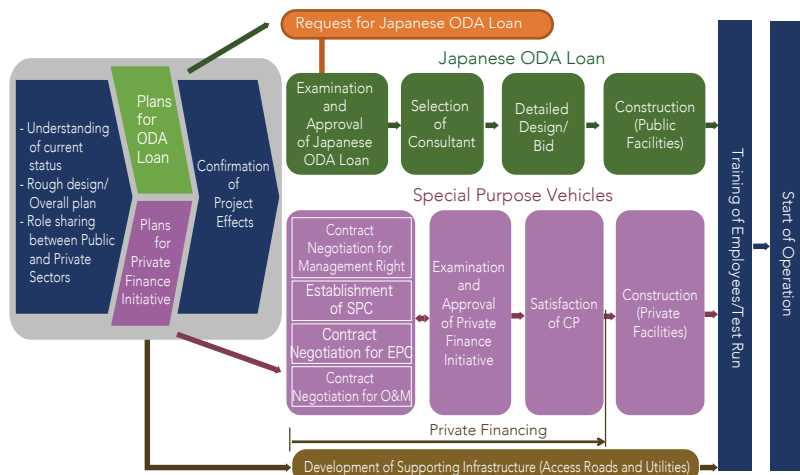 Request for Japanese ODA Loan
Japanese ODA Loan
- Understanding
of current
status
- Rough design/
Overall plan
- Role sharing
between Public
and Private
Sectors
Plans
for
ODA
Loan
Plans
for
Private
Finance
Initiative
Confirmation
of
Project
Effects
Examination
and
Approval
of Japanese
ODA Loan
Selection
of
Consultant
Detailed
Design/
Bid
Construction
(Public
Facilities)
Special Purpose Vehicles
Contract
Negotiation for
Management Right
Establishment
of SPC
Contract
Negotiation for EPC
Contract
Negotiation for O&M
Examination
and
Approval
of Private
Finance
Initiative
Satisfaction
of CP
Construction
(Private
Facilities)
Training of Employees/Test Run
Start of Operation
Private Financing
Development of Supporting Infrastructure (Access Roads and Utilities)